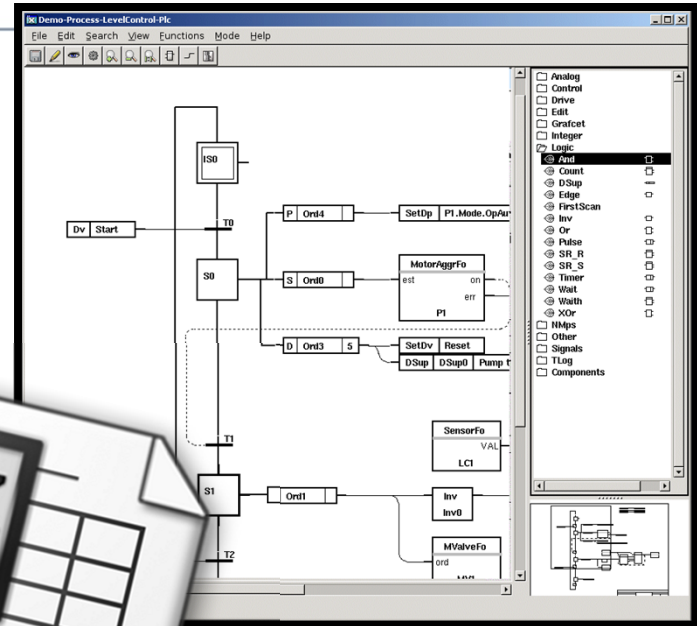 Demo-Process-LevelControl-Plc
File Edit Search View Functions Mode Help
IS0
T0
Dv Start
P Ord4
SetDp P1.Mode.OpAu
S0
S Ord0
MotorAggrFo
est on
err
P1
D Ord3 5
SetDv Reset
DSup DSup0 Pump t
T1
SensorFo
VAL
LC1
S1
Ord1
Inv
Inv0
T2
MValveFo
ord
Analog
Control
Drive
Edit
Grafcet
Integer
Logic
And
Count
DSup
Edge
FirstScan
Inv
Or
Pulse
SR_R
SR_S
Timer
Wait
Waith
XOr
NMps
Other
Signals
TLog
Components